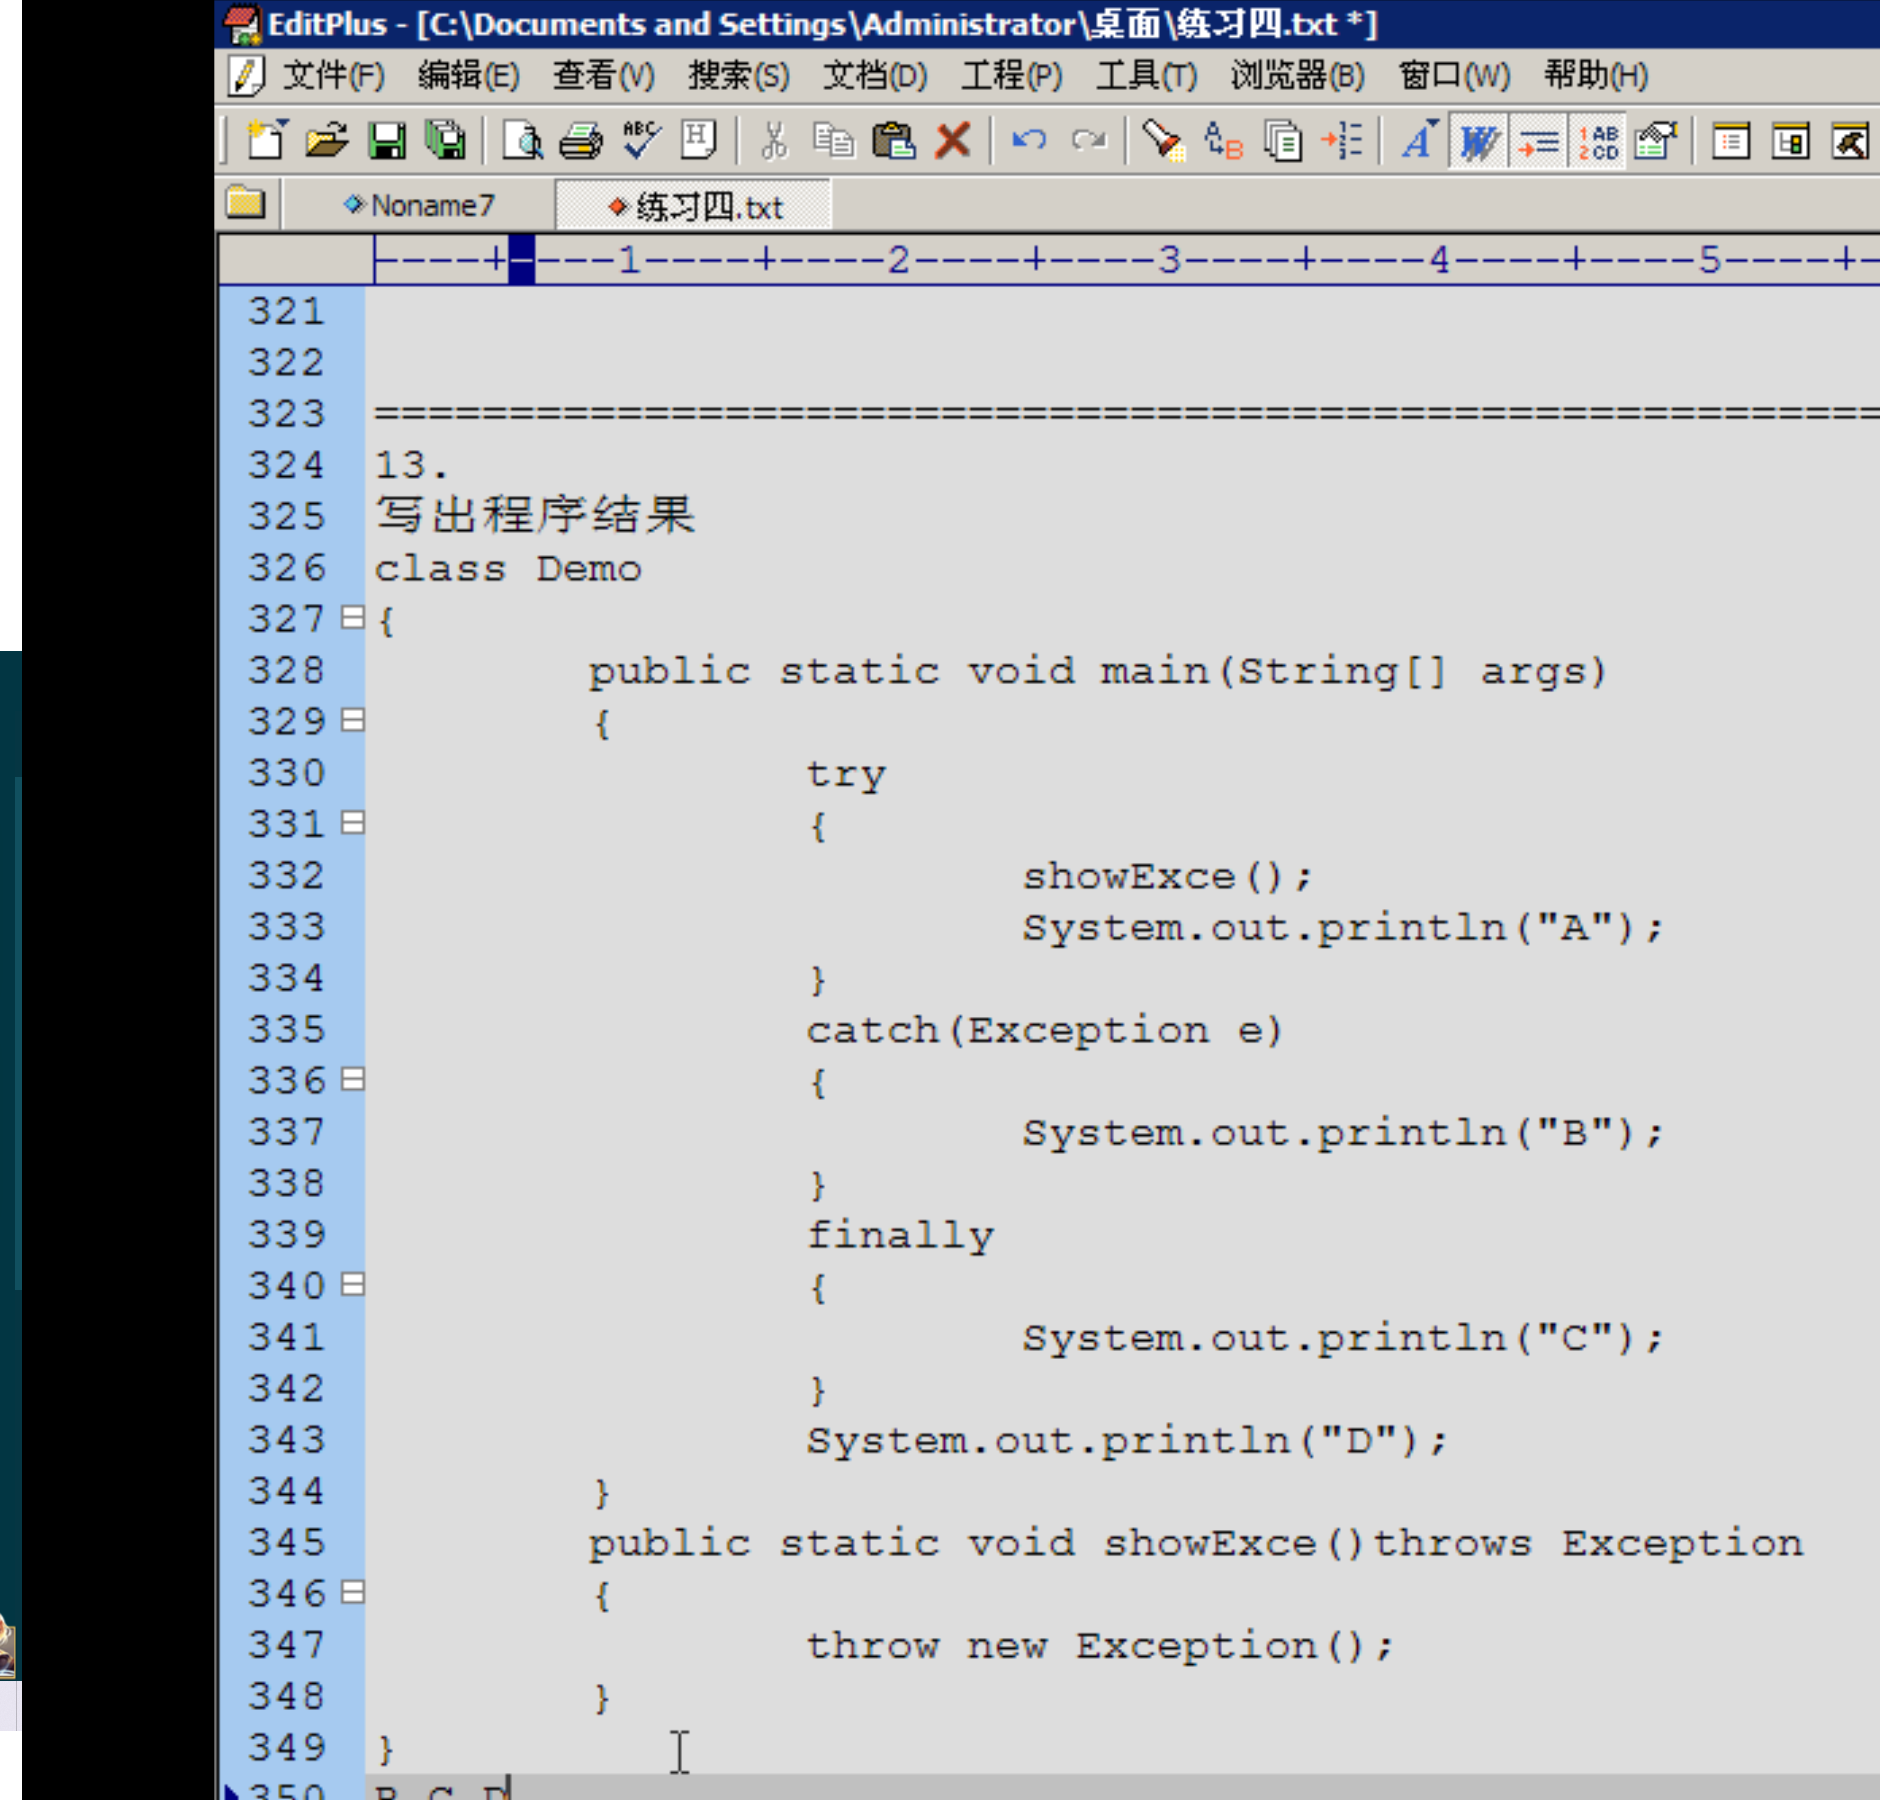 EditPlus - [C:\Documents and Settings\Administrator\桌面\练习四.txt *]
文件(F) 编辑(E) 查看(V) 搜索(S) 文档(D) 工程(P) 工具(T) 浏览器(B) 窗口(W) 帮助(H)
Noname7 练习四.txt
----+----1----+----2----+----3----+----4----+----5----+-
321
322
323 ========================================================
324 13.
325 写出程序结果
326 class Demo
327 {
328 public static void main(String[] args)
329 {
330 try
331 {
332 showExce();
333 System.out.println("A");
334 }
335 catch(Exception e)
336 {
337 System.out.println("B");
338 }
339 finally
340 {
341 System.out.println("C");
342 }
343 System.out.println("D");
344 }
345 public static void showExce()throws Exception
346 {
347 throw new Exception();
348 }
349 }
350 B C D